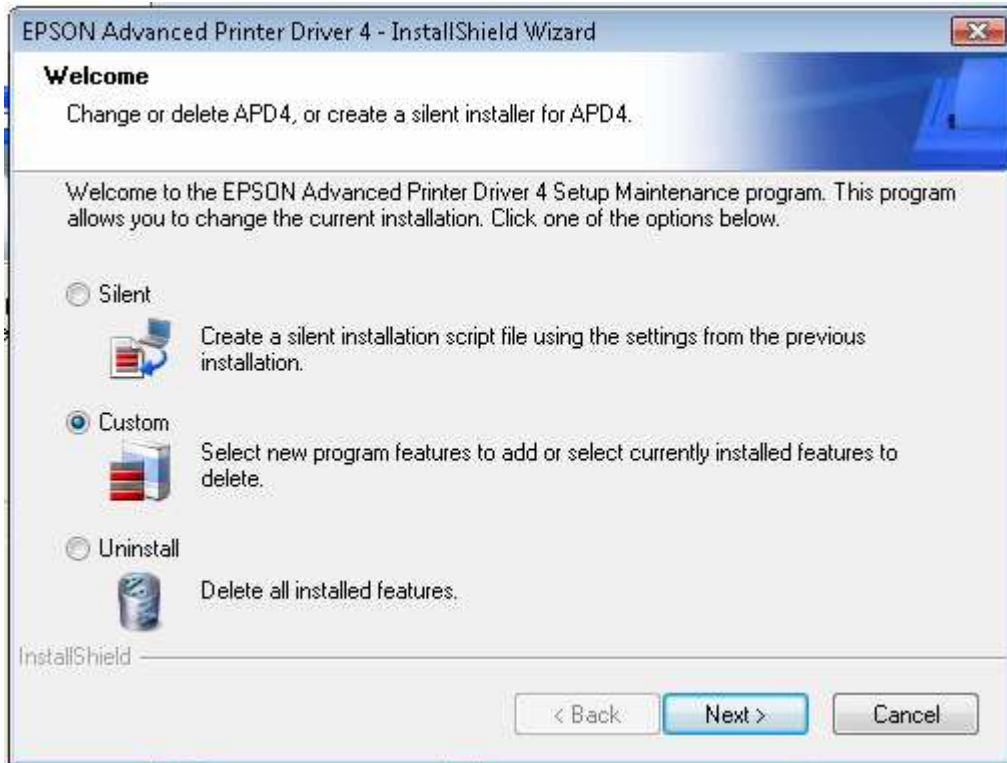 EPSON Advanced Printer Driver 4 - InstallShield Wizard
Welcome
Change or delete APD4, or create a silent installer for APD4.
Welcome to the EPSON Advanced Printer Driver 4 Setup Maintenance program. This program
allows you to change the current installation. Click one of the options below.
Silent
Create a silent installation script file using the settings from the previous
installation.
Custom
Select new program features to add or select currently installed features to
delete.
Uninstall
Delete all installed features.
InstallShield
< Back Next > Cancel